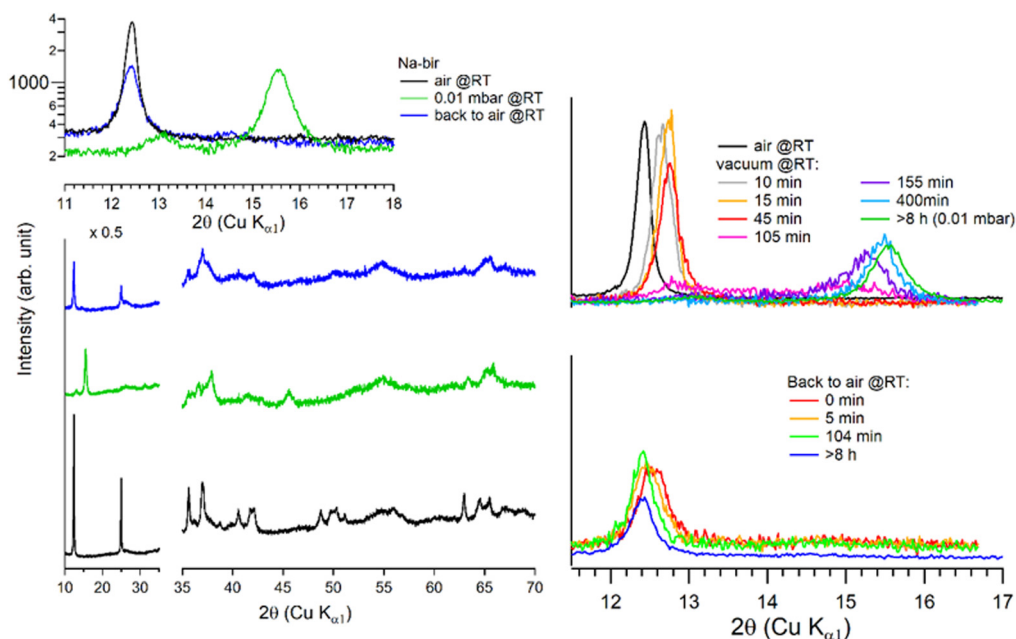 4
2
1000
8
6
4
2
Na-bir
air @RT
0.01 mbar @RT
back to air @RT
11 12 13 14 15 16 17 18
2θ (Cu Kα1)
x 0.5
Intensity (arb. unit)
10 15 20 25 30
35 40 45 50 55 60 65 70
2θ (Cu Kα1)
air @RT
vacuum @RT:
10 min
15 min
45 min
105 min
155 min
400min
>8 h (0.01 mbar)
Back to air @RT:
0 min
5 min
104 min
>8 h
12 13 14 15 16 17
2θ (Cu Kα1)